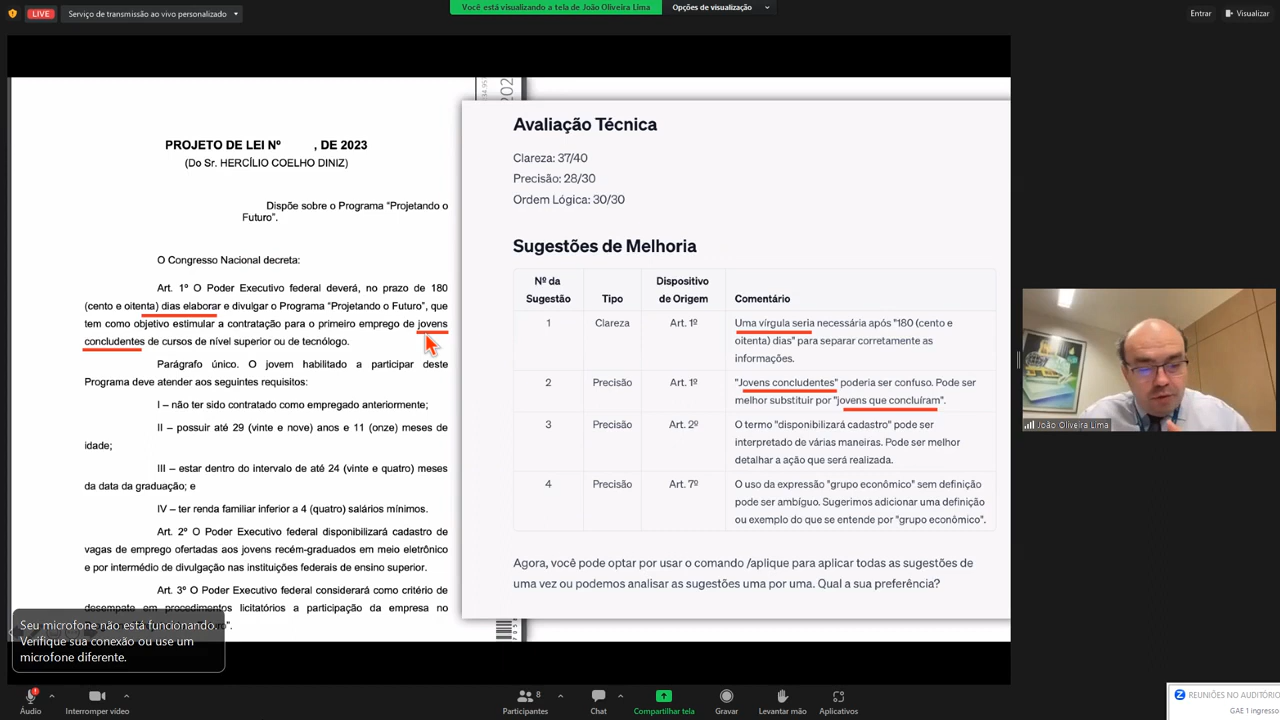 LIVE
Serviço de transmissão ao vivo personalizado
Você está visualizando a tela de João Oliveira Lima
Opções de visualização
Entrar
Visualizar
PROJETO DE LEI Nº , DE 2023
(Do Sr. HERCÍLIO COELHO DINIZ)
Dispõe sobre o Programa “Projetando o
Futuro”.
O Congresso Nacional decreta:
Art. 1º O Poder Executivo federal deverá, no prazo de 180
(cento e oitenta) dias elaborar e divulgar o Programa “Projetando o Futuro”, que
tem como objetivo estimular a contratação para o primeiro emprego de jovens
concludentes de cursos de nível superior ou de tecnólogo.
Parágrafo único. O jovem habilitado a participar deste
Programa deve atender aos seguintes requisitos:
I – não ter sido contratado como empregado anteriormente;
II – possuir até 29 (vinte e nove) anos e 11 (onze) meses de
idade;
III – estar dentro do intervalo de até 24 (vinte e quatro) meses
da data da graduação; e
IV – ter renda familiar inferior a 4 (quatro) salários mínimos.
Art. 2º O Poder Executivo federal disponibilizará cadastro de
vagas de emprego ofertadas aos jovens recém-graduados em meio eletrônico
e por intermédio de divulgação nas instituições federais de ensino superior.
Art. 3º O Poder Executivo federal considerará como critério de
desempate em procedimentos licitatórios a participação da empresa no
Avaliação Técnica
Clareza: 37/40
Precisão: 28/30
Ordem Lógica: 30/30
Sugestões de Melhoria
Nº da Sugestão Tipo Dispositivo de Origem Comentário
1 Clareza Art. 1º Uma vírgula seria necessária após "180 (cento e
oitenta) dias" para separar corretamente as
informações.
2 Precisão Art. 1º "Jovens concludentes" poderia ser confuso. Pode ser
melhor substituir por "jovens que concluíram".
3 Precisão Art. 2º O termo "disponibilizará cadastro" pode ser
interpretado de várias maneiras. Pode ser melhor
detalhar a ação que será realizada.
4 Precisão Art. 7º O uso da expressão "grupo econômico" sem definição
pode ser ambíguo. Sugerimos adicionar uma definição
ou exemplo do que se entende por "grupo econômico".
Agora, você pode optar por usar o comando /aplique para aplicar todas as sugestões de
uma vez ou podemos analisar as sugestões uma por uma. Qual a sua preferência?
João Oliveira Lima
Seu microfone não está funcionando.
Verifique sua conexão ou use um
microfone diferente.
Áudio
Interromper vídeo
Participantes
8
Chat
Compartilhar tela
Gravar
Levantar mão
Aplicativos
REUNIÕES NO AUDITÓRIO
GAE 1 ingresso